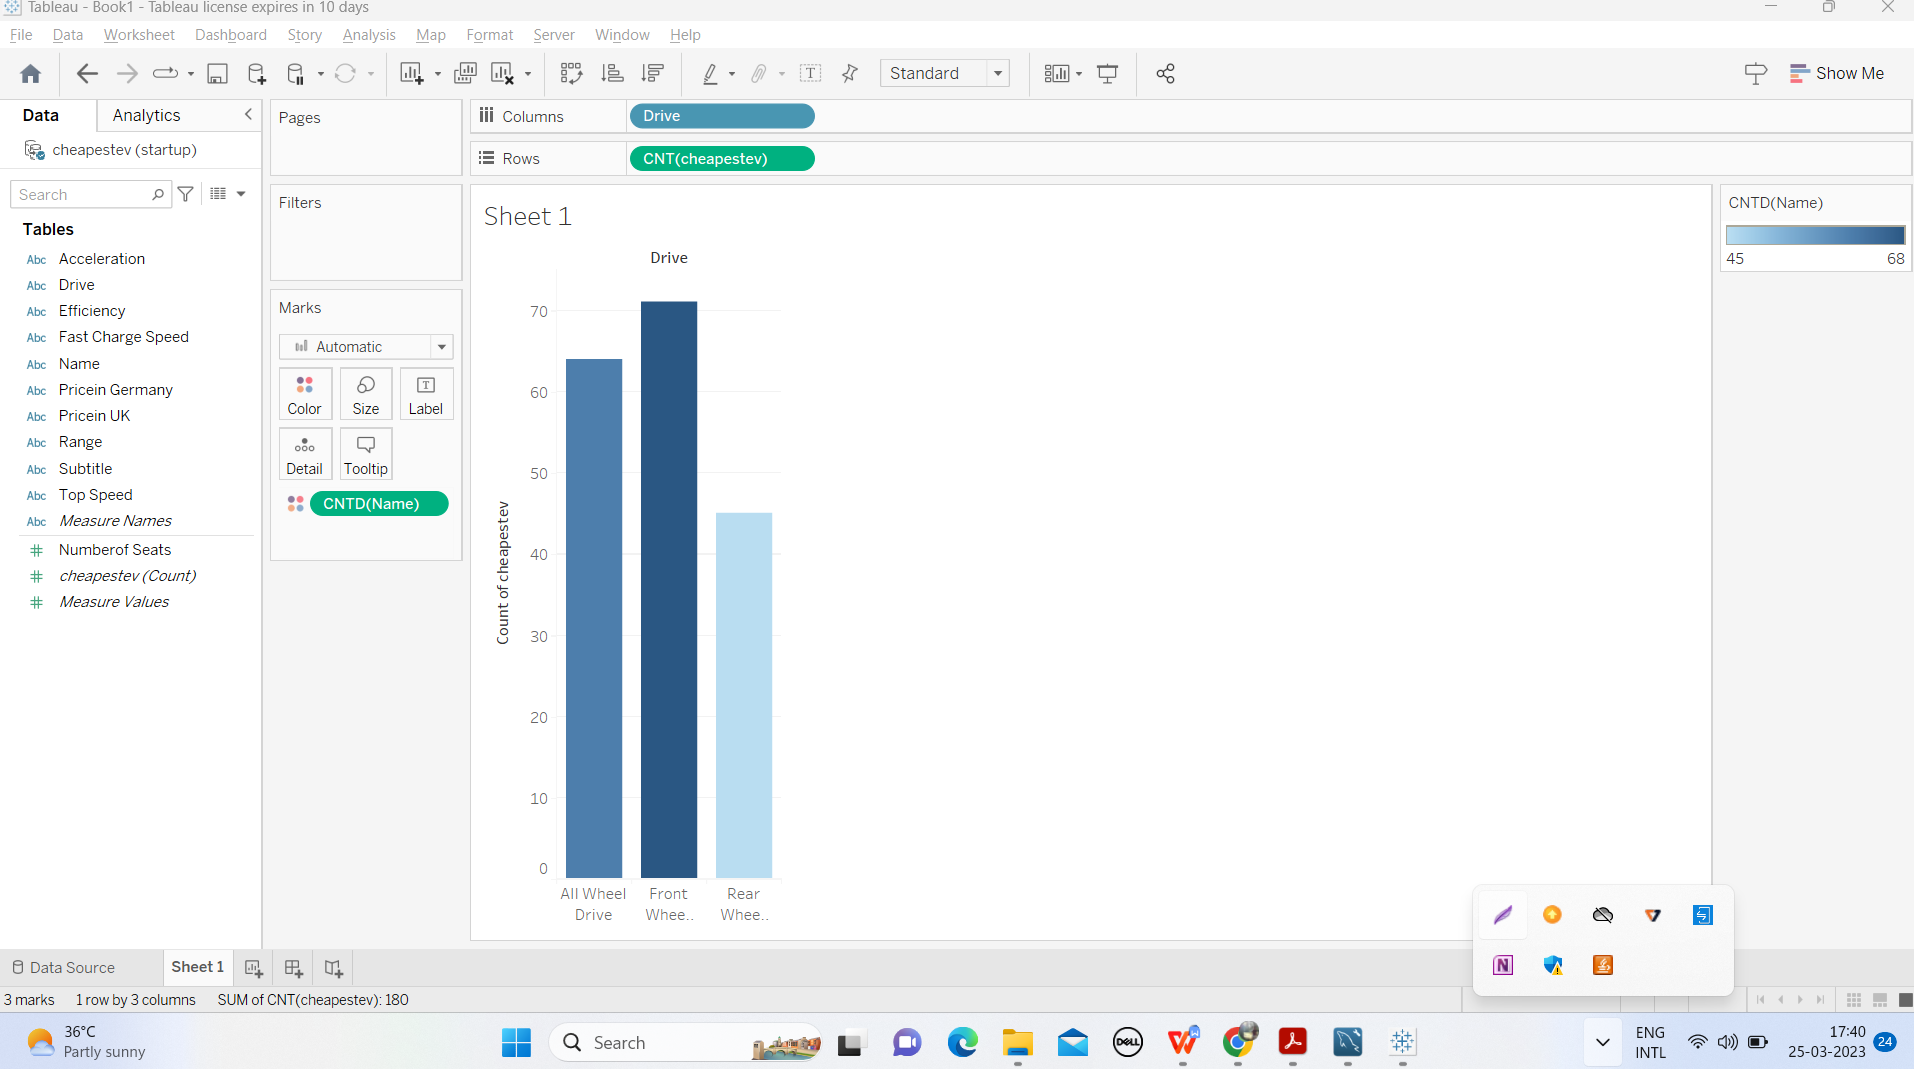 Tableau - Book1 - Tableau license expires in 10 days
File Data Worksheet Dashboard Story Analysis Map Format Server Window Help
Standard
Show Me
Data Analytics
cheapestev (startup)
Search
Tables
Abc Acceleration
Abc Drive
Abc Efficiency
Abc Fast Charge Speed
Abc Name
Abc Pricein Germany
Abc Pricein UK
Abc Range
Abc Subtitle
Abc Top Speed
Abc Measure Names
# Numberof Seats
# cheapestev (Count)
# Measure Values
Pages
Filters
Marks
Automatic
Color Size Label
Detail Tooltip
CNTD(Name)
Columns Drive
Rows CNT(cheapestev)
Sheet 1
Drive
Count of cheapestev
70
60
50
40
30
20
10
0
All Wheel Drive
Front Whee..
Rear Whee..
CNTD(Name)
45 68
Data Source Sheet 1
3 marks 1 row by 3 columns SUM of CNT(cheapestev): 180
36°C
Partly sunny
Search
DELL
ENG
INTL
17:40
25-03-2023
24